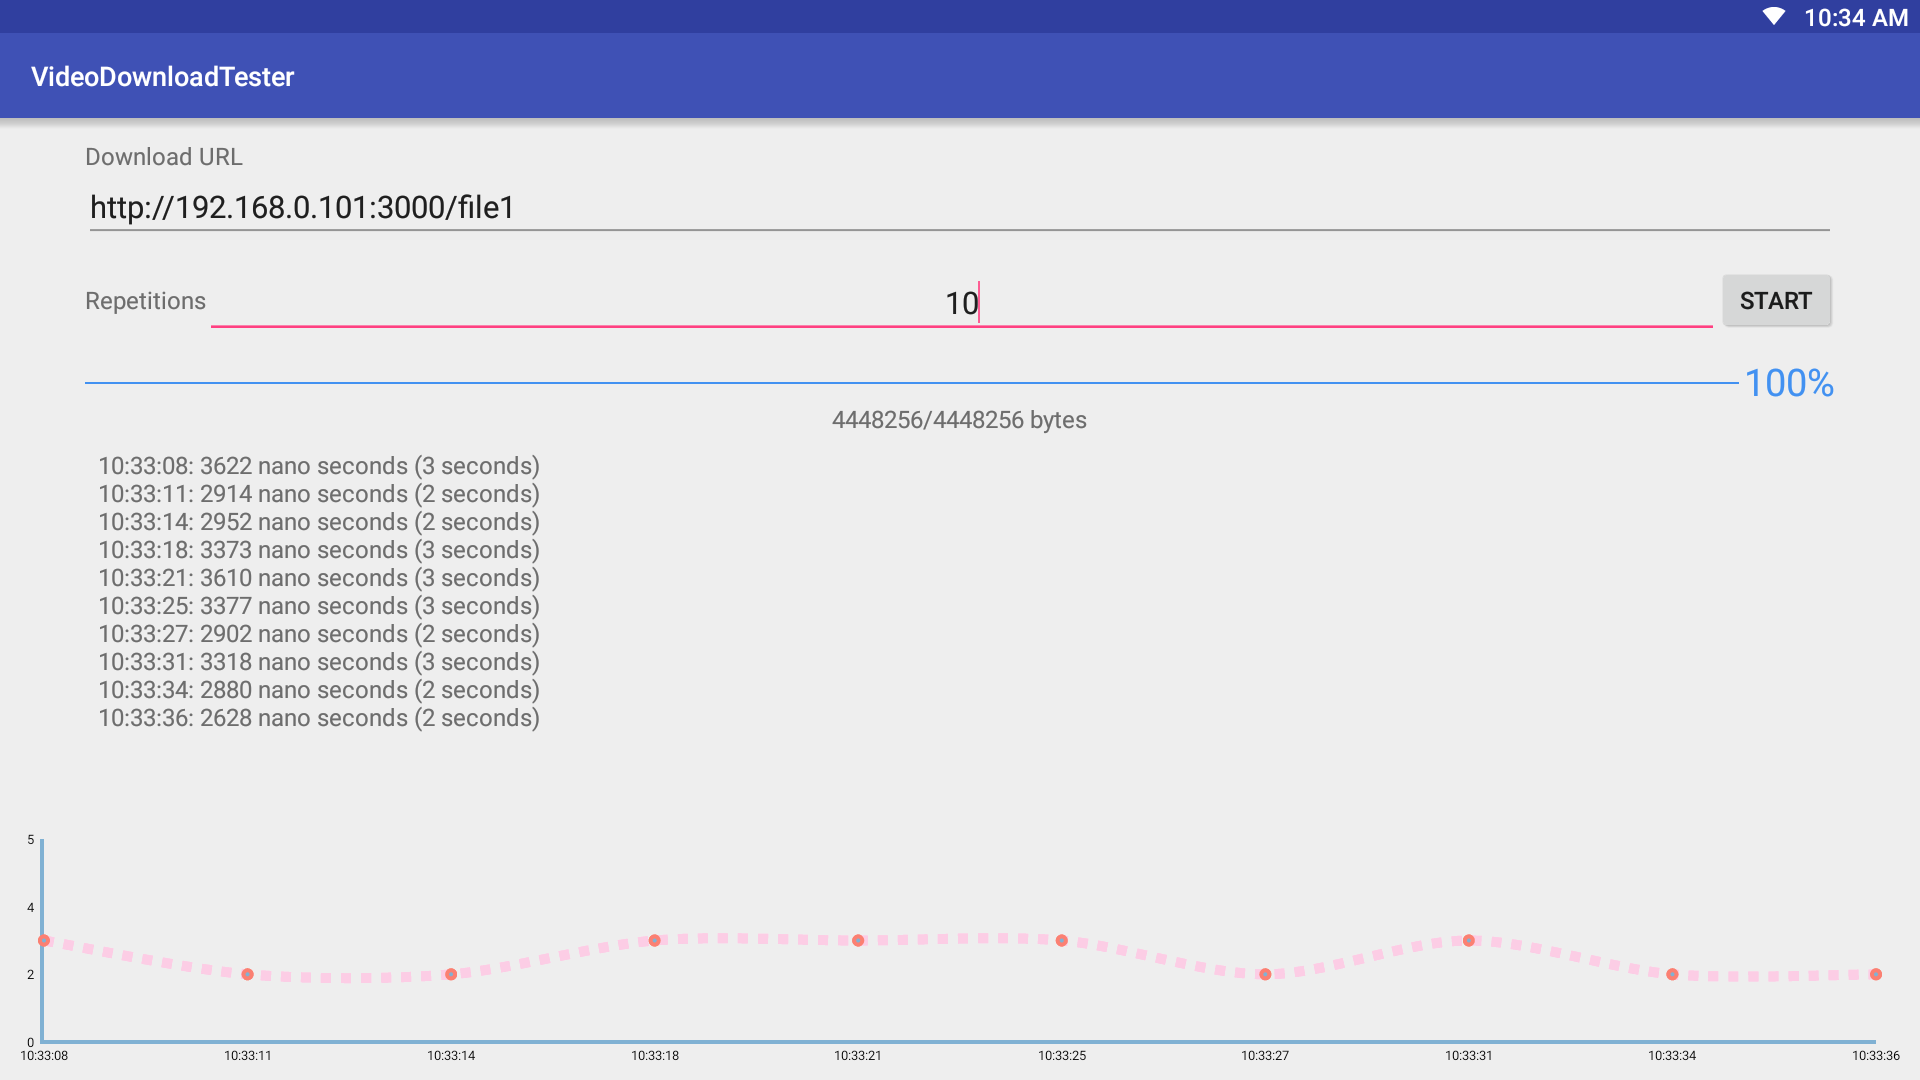 10:34 AM
VideoDownloadTester
Download URL
http://192.168.0.101:3000/file1
Repetitions 10 START
100%
4448256/4448256 bytes
10:33:08: 3622 nano seconds (3 seconds)
10:33:11: 2914 nano seconds (2 seconds)
10:33:14: 2952 nano seconds (2 seconds)
10:33:18: 3373 nano seconds (3 seconds)
10:33:21: 3610 nano seconds (3 seconds)
10:33:25: 3377 nano seconds (3 seconds)
10:33:27: 2902 nano seconds (2 seconds)
10:33:31: 3318 nano seconds (3 seconds)
10:33:34: 2880 nano seconds (2 seconds)
10:33:36: 2628 nano seconds (2 seconds)
5
4
2
0
10:33:08 10:33:11 10:33:14 10:33:18 10:33:21 10:33:25 10:33:27 10:33:31 10:33:34 10:33:36